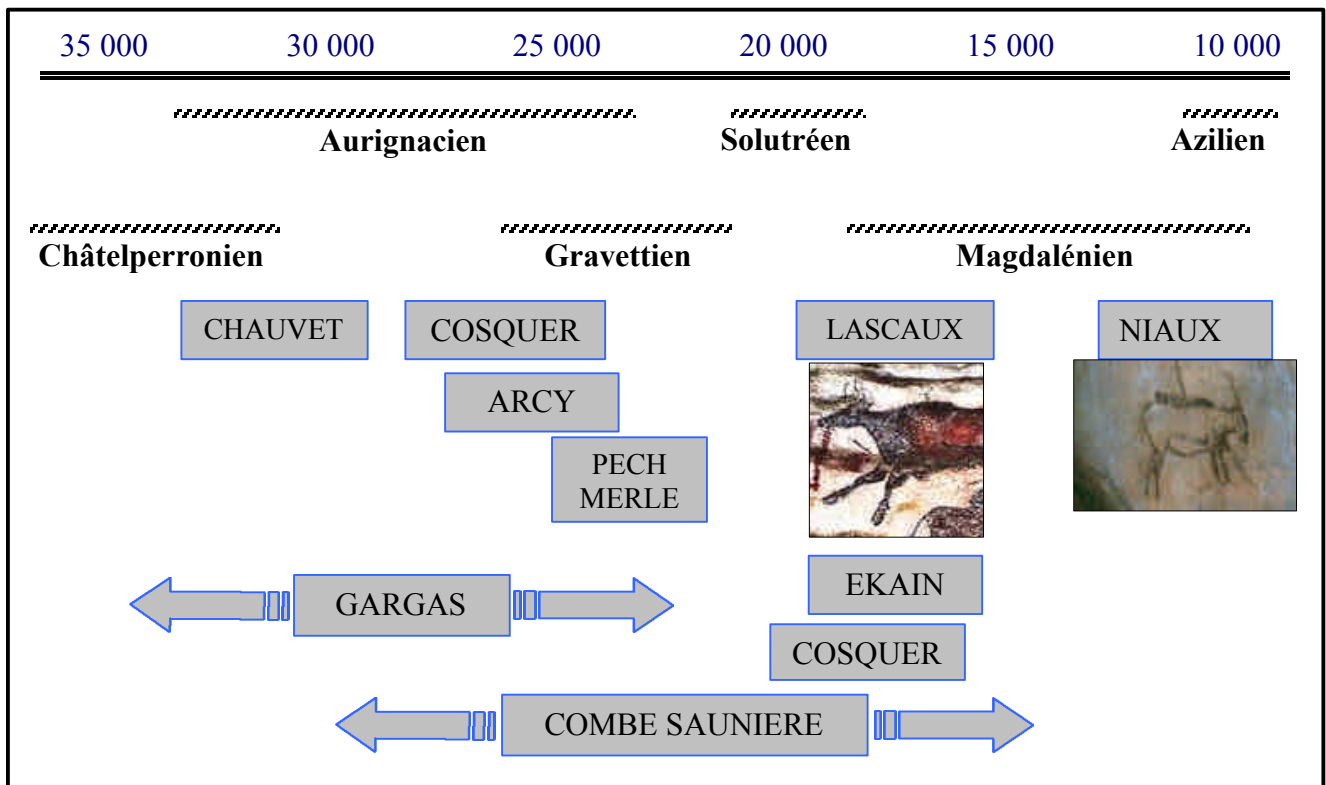 35 000 30 000 25 000 20 000 15 000 10 000
Aurignacien Solutréen Azilien
Châtelperronien Gravettien Magdalénien
CHAUVET COSQUER LASCAUX NIAUX
ARCY
PECH
MERLE
EKAIN
GARGAS
COSQUER
COMBE SAUNIERE